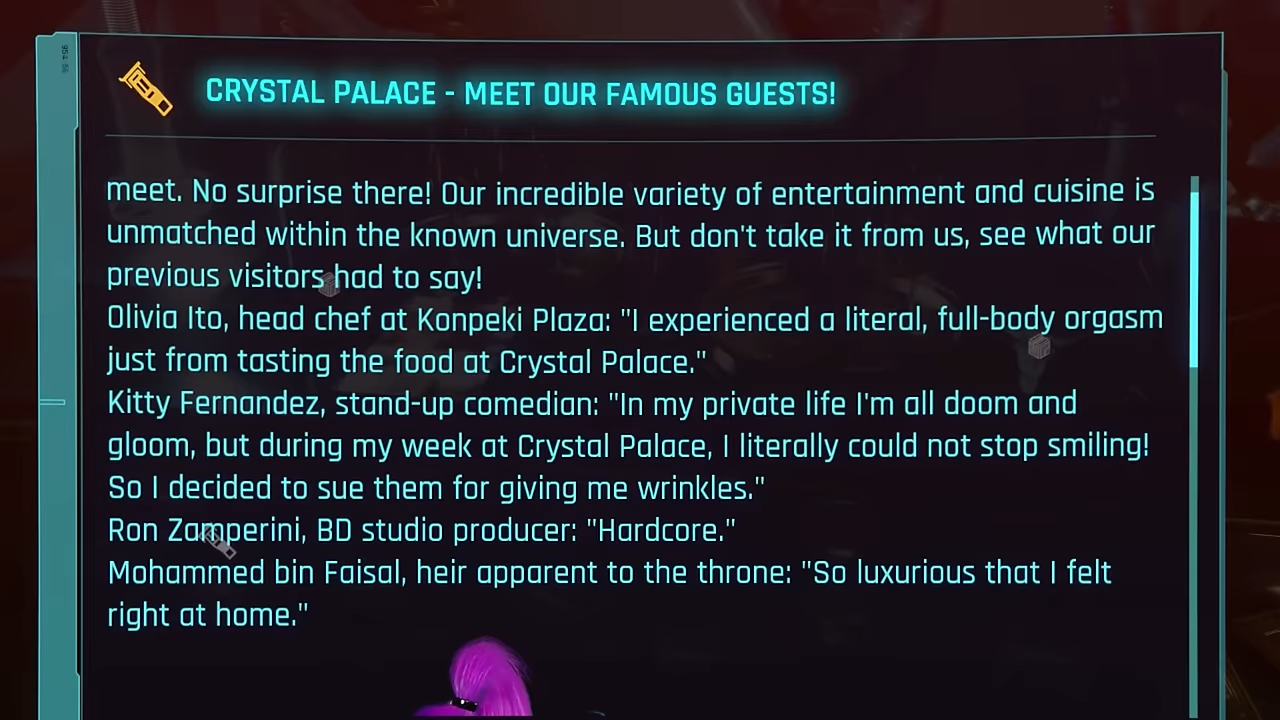 CRYSTAL PALACE - MEET OUR FAMOUS GUESTS!
meet. No surprise there! Our incredible variety of entertainment and cuisine is
unmatched within the known universe. But don't take it from us, see what our
previous visitors had to say!
Olivia Ito, head chef at Konpeki Plaza: "I experienced a literal, full-body orgasm
just from tasting the food at Crystal Palace."
Kitty Fernandez, stand-up comedian: "In my private life I'm all doom and
gloom, but during my week at Crystal Palace, I literally could not stop smiling!
So I decided to sue them for giving me wrinkles."
Ron Zamperini, BD studio producer: "Hardcore."
Mohammed bin Faisal, heir apparent to the throne: "So luxurious that I felt
right at home."